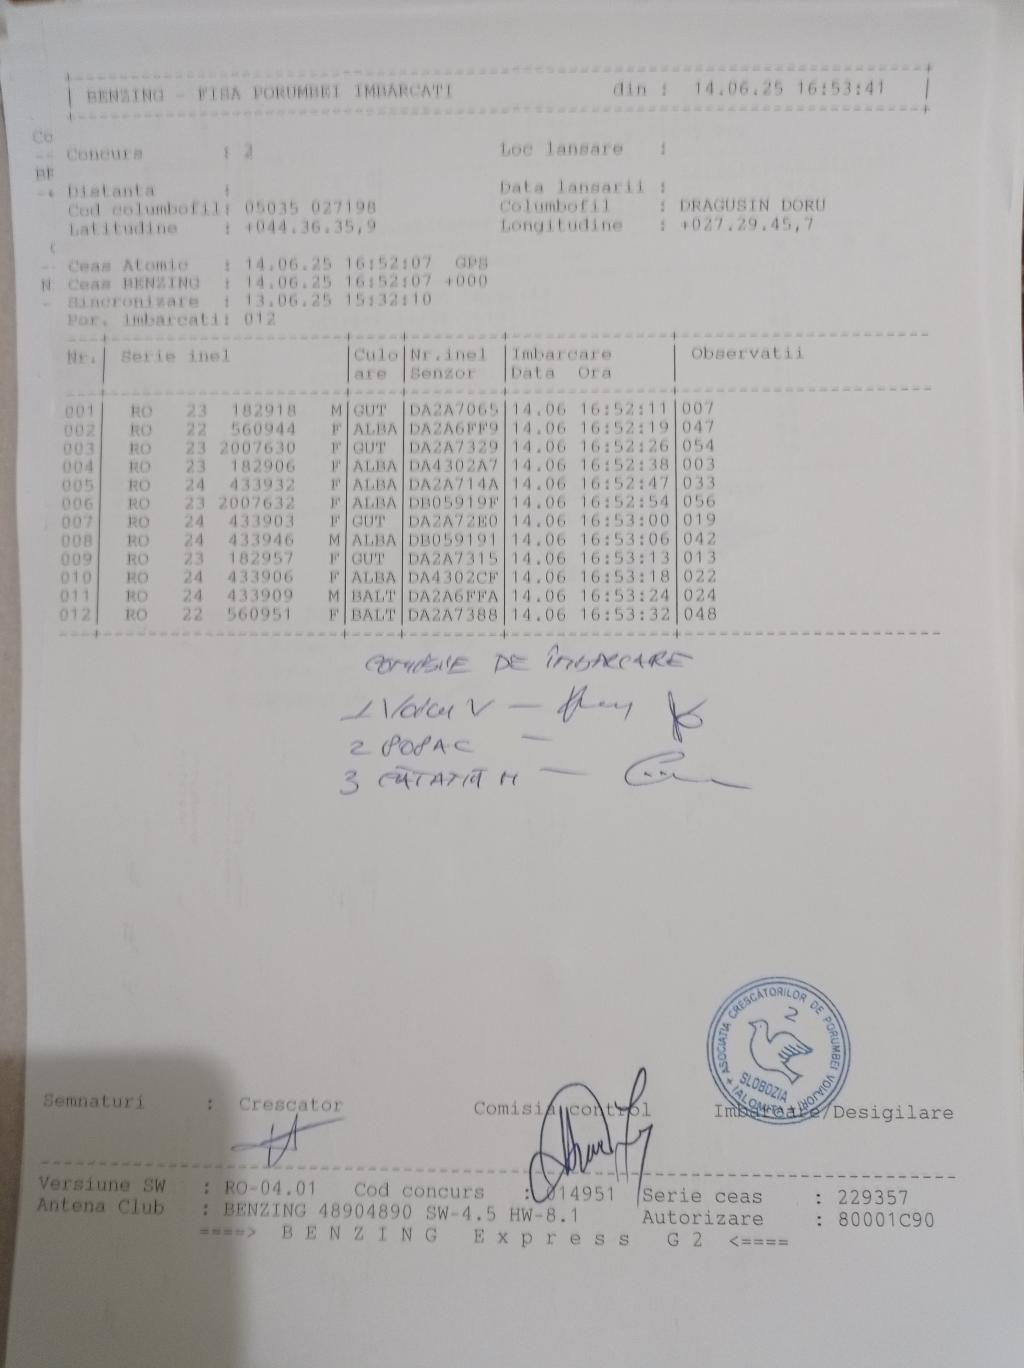 BENZING - FISA PORUMBEI IMBARCATI din : 14.06.25 16:53:41
Concurs : 2 Loc lansare :
Distanta : Data lansarii :
Cod columbofil: 05035 027198 Columbofil : DRAGUSIN DORU
Latitudine : +044.36.35,9 Longitudine : +027.29.45,7
Ceas Atomic : 14.06.25 16:52:07 GPS
Ceas BENZING : 14.06.25 16:52:07 +000
Sincronizare : 13.06.25 15:32:10
Por. imbarcati: 012
Nr. Serie inel Culo Nr.inel Imbarcare Observatii
are Senzor Data Ora
001 RO 23 182918 M GUT DA2A7065 14.06 16:52:11 007
002 RO 22 560944 F ALBA DA2A6FF9 14.06 16:52:19 047
003 RO 23 2007630 F GUT DA2A7329 14.06 16:52:26 054
004 RO 23 182906 F ALBA DA4302A7 14.06 16:52:38 003
005 RO 24 433932 F ALBA DA2A714A 14.06 16:52:47 033
006 RO 23 2007632 F ALBA DB05919F 14.06 16:52:54 056
007 RO 24 433903 F GUT DA2A72E0 14.06 16:53:00 019
008 RO 24 433946 M ALBA DB059191 14.06 16:53:06 042
009 RO 23 182957 F GUT DA2A7315 14.06 16:53:13 013
010 RO 24 433906 F ALBA DA4302CF 14.06 16:53:18 022
011 RO 24 433909 M BALT DA2A6FFA 14.06 16:53:24 024
012 RO 22 560951 F BALT DA2A7388 14.06 16:53:32 048
DE ÎMBARCARE
1 Voicu V -
2 POPA C -
3 M -
ASOCIATIA CRESCĂTORILOR DE PORUMBEI VOIAJORI
2
SLOBOZIA
IALOMITA
Semnaturi : Crescator Comisia control Imbarcare/Desigilare
Versiune SW : RO-04.01 Cod concurs : 014951 Serie ceas : 229357
Antena Club : BENZING 48904890 SW-4.5 HW-8.1 Autorizare : 80001C90
====> B E N Z I N G E x p r e s s G 2 <====